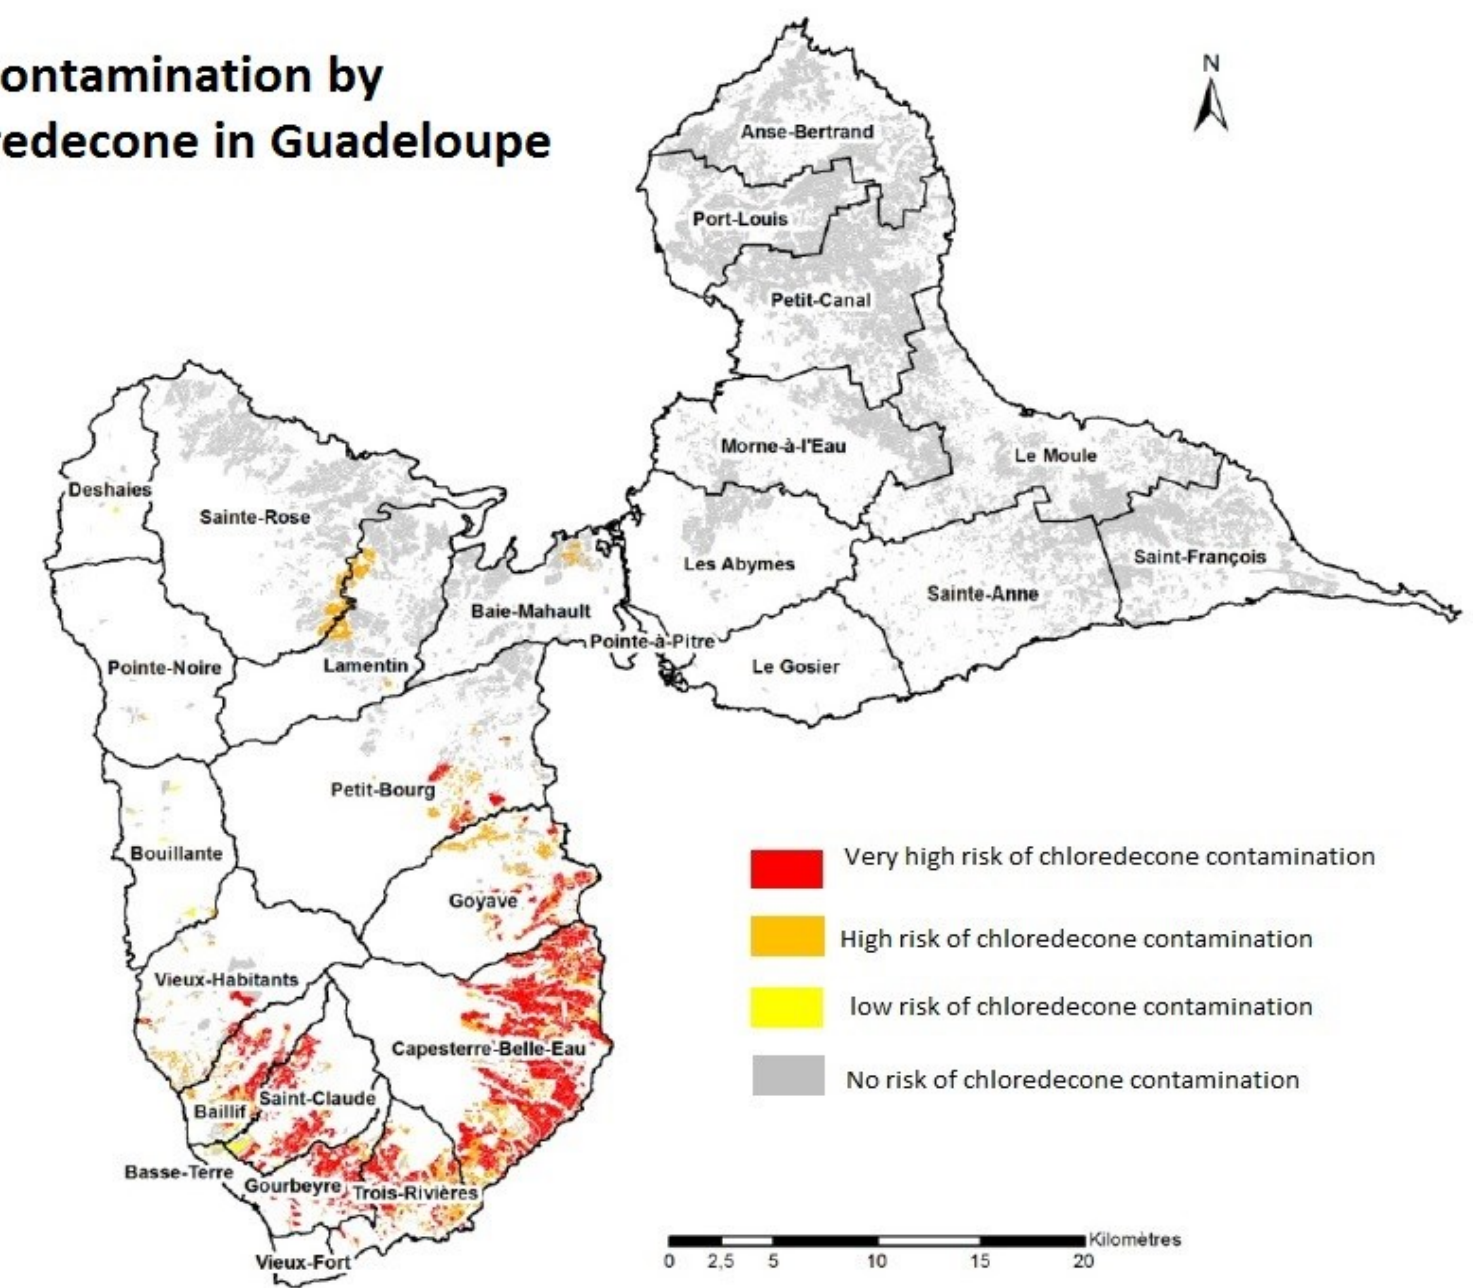 ontamination by
redecone in Guadeloupe
N
Anse-Bertrand
Port-Louis
Petit-Canal
Morne-à-l'Eau
Le Moule
Deshaies
Sainte-Rose
Les Abymes
Saint-François
Sainte-Anne
Baie-Mahault
Pointe-à-Pitre
Pointe-Noire
Lamentin
Le Gosier
Petit-Bourg
Bouillante
Goyave
Vieux-Habitants
Capesterre-Belle-Eau
Saint-Claude
Baillif
Basse-Terre
Gourbeyre
Trois-Rivières
Vieux-Fort
Very high risk of chloredecone contamination
High risk of chloredecone contamination
low risk of chloredecone contamination
No risk of chloredecone contamination
Kilomètres
0 2,5 5 10 15 20